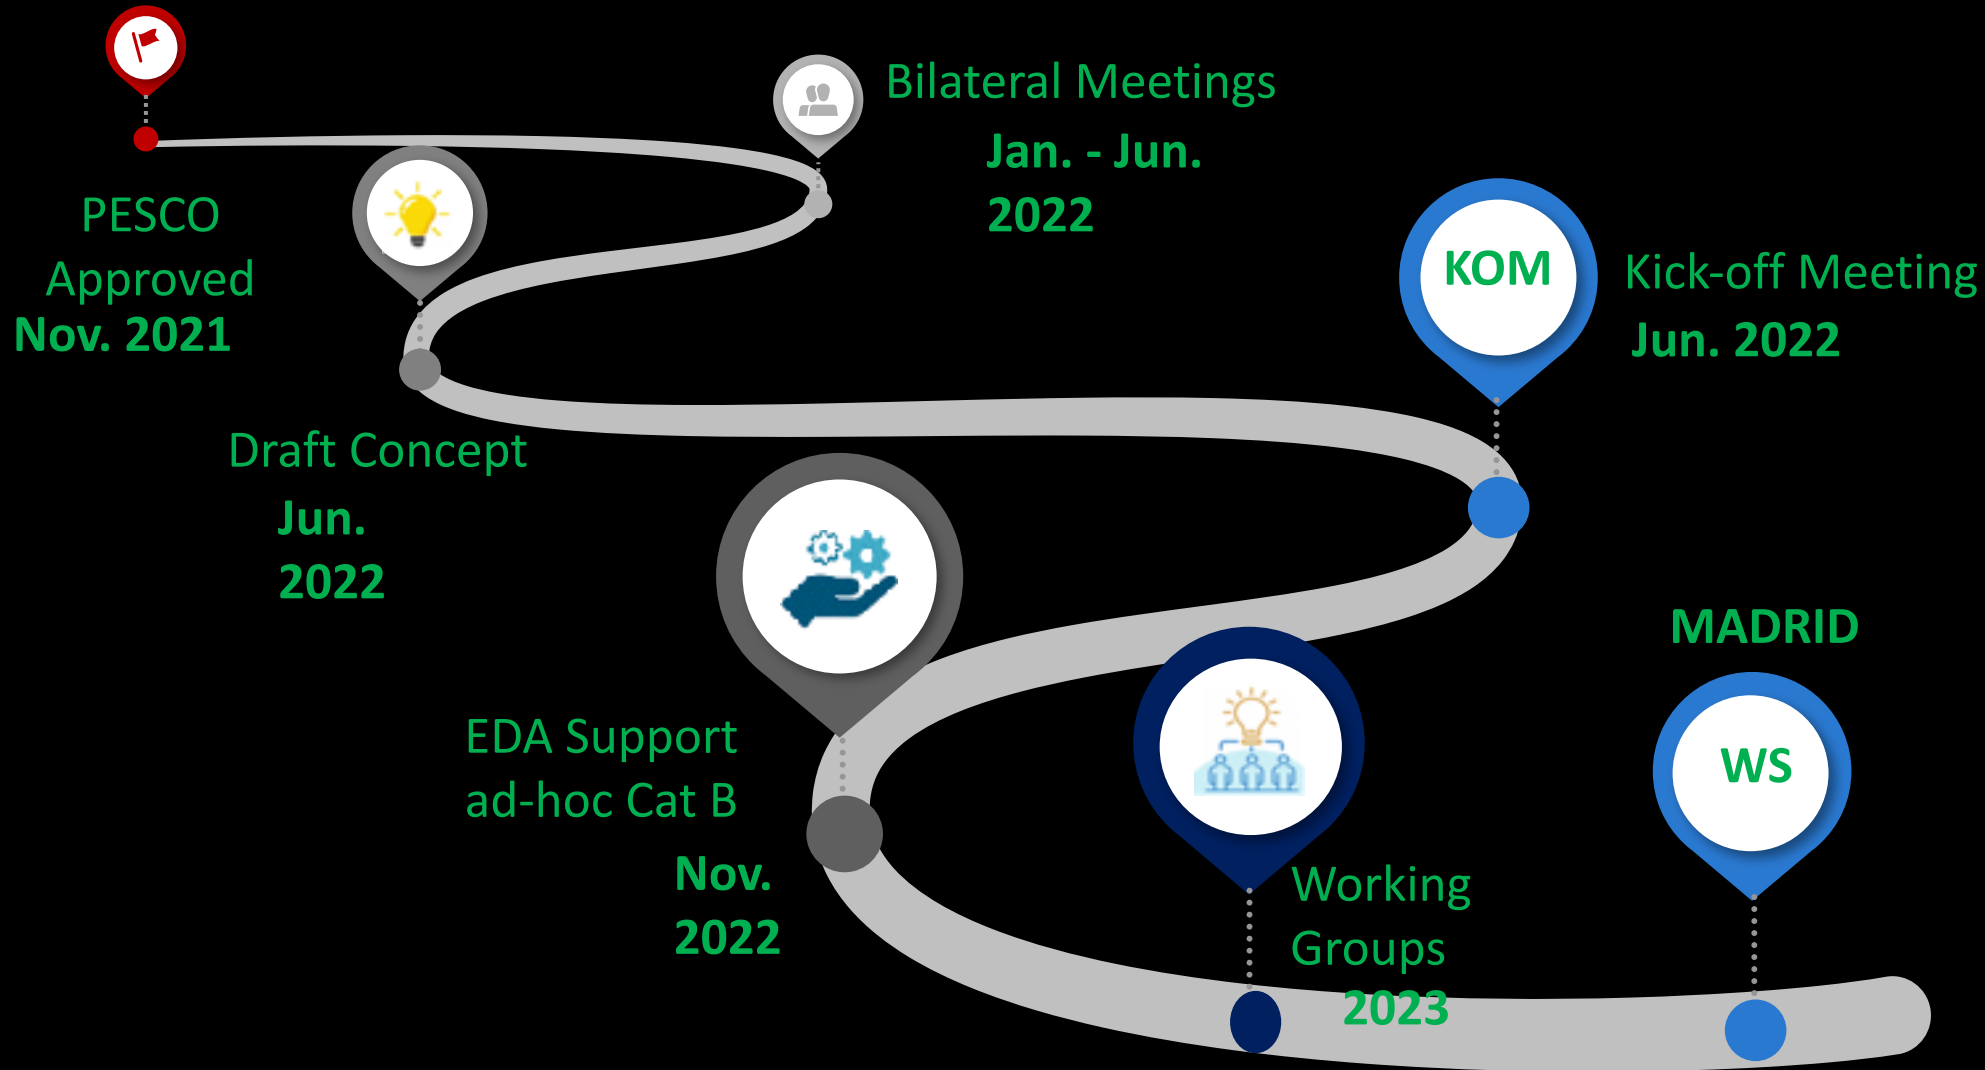 PESCO
Approved
Nov. 2021
Bilateral Meetings
Jan. - Jun.
2022
Draft Concept
Jun.
2022
KOM
Kick-off Meeting
Jun. 2022
EDA Support
ad-hoc Cat B
Nov.
2022
Working
Groups
2023
MADRID
WS